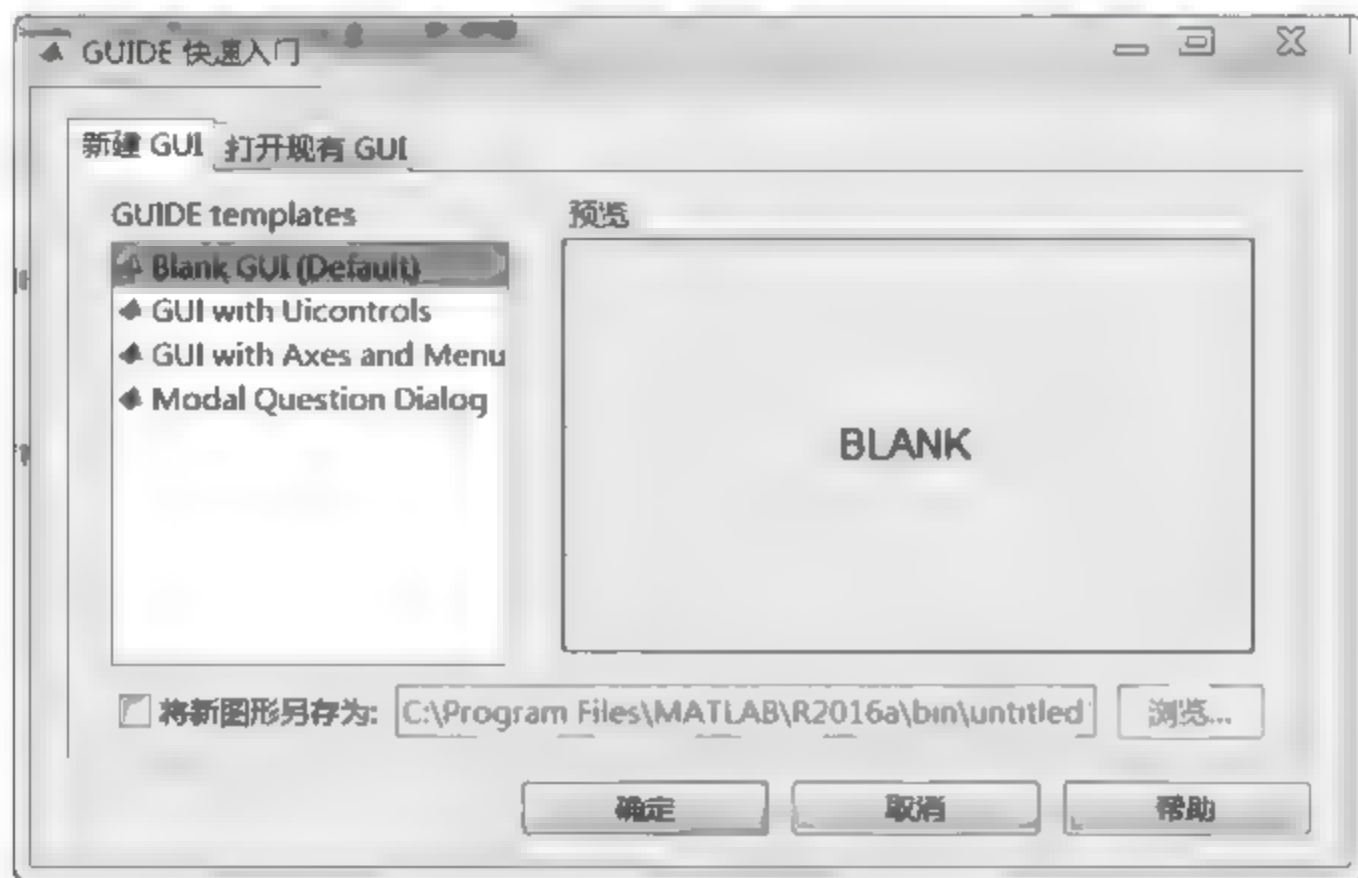 GUIDE 快速入门
新建 GUI 打开现有 GUI
GUIDE templates
预览
Blank GUI (Default)
GUI with Uicontrols
GUI with Axes and Menu
Modal Question Dialog
BLANK
将新图形另存为: C:\Program Files\MATLAB\R2016a\bin\untitled 浏览...
确定 取消 帮助